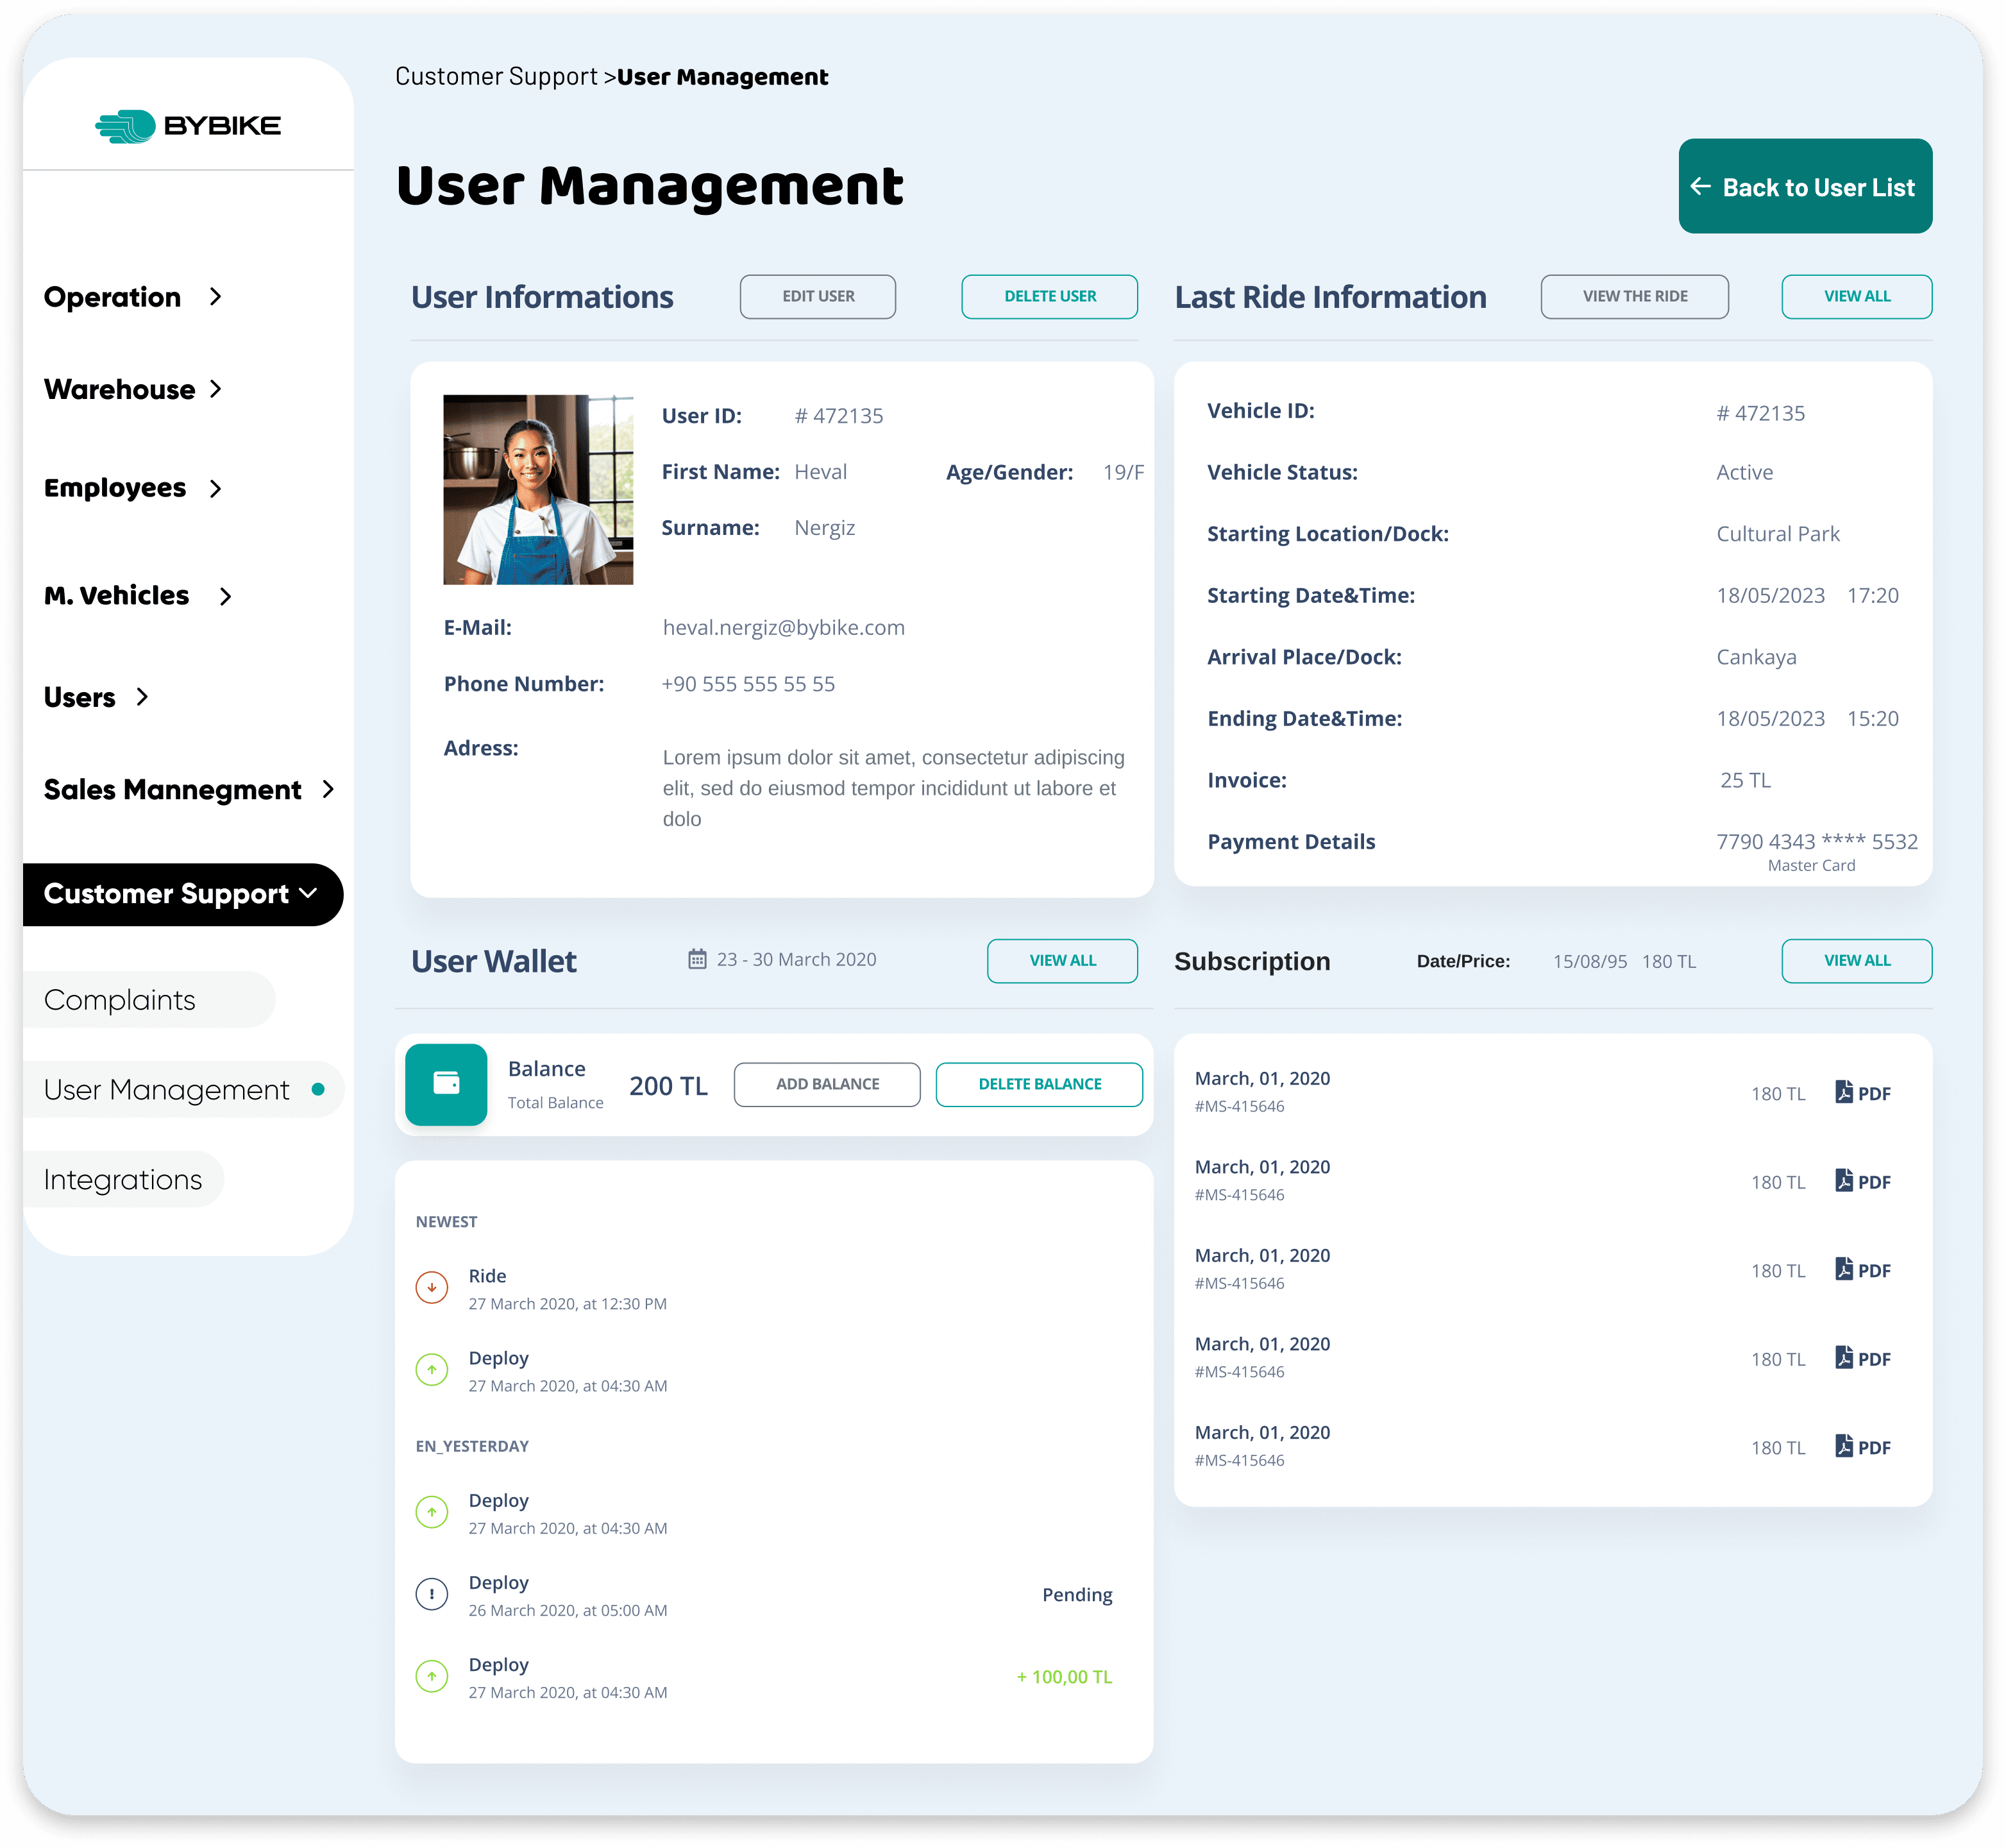 Customer Support >User Management
BYBIKE
User Management
← Back to User List
Operation >
Warehouse >
Employees >
M. Vehicles >
Users >
Sales Mannegment >
Customer Support
Complaints
User Management
Integrations
User Informations
EDIT USER
DELETE USER
User ID: # 472135
First Name: Heval Age/Gender: 19/F
Surname: Nergiz
E-Mail: heval.nergiz@bybike.com
Phone Number: +90 555 555 55 55
Adress:
Lorem ipsum dolor sit amet, consectetur adipiscing
elit, sed do eiusmod tempor incididunt ut labore et
dolo
Last Ride Information
VIEW THE RIDE
VIEW ALL
Vehicle ID: # 472135
Vehicle Status: Active
Starting Location/Dock: Cultural Park
Starting Date&Time: 18/05/2023 17:20
Arrival Place/Dock: Cankaya
Ending Date&Time: 18/05/2023 15:20
Invoice: 25 TL
Payment Details 7790 4343 **** 5532
Master Card
User Wallet
23 - 30 March 2020
VIEW ALL
Balance
Total Balance
200 TL
ADD BALANCE
DELETE BALANCE
NEWEST
Ride
27 March 2020, at 12:30 PM
Deploy
27 March 2020, at 04:30 AM
EN_YESTERDAY
Deploy
27 March 2020, at 04:30 AM
Deploy
26 March 2020, at 05:00 AM
Pending
Deploy
27 March 2020, at 04:30 AM
+ 100,00 TL
Subscription
Date/Price: 15/08/95 180 TL
VIEW ALL
March, 01, 2020
#MS-415646
180 TL PDF
March, 01, 2020
#MS-415646
180 TL PDF
March, 01, 2020
#MS-415646
180 TL PDF
March, 01, 2020
#MS-415646
180 TL PDF
March, 01, 2020
#MS-415646
180 TL PDF